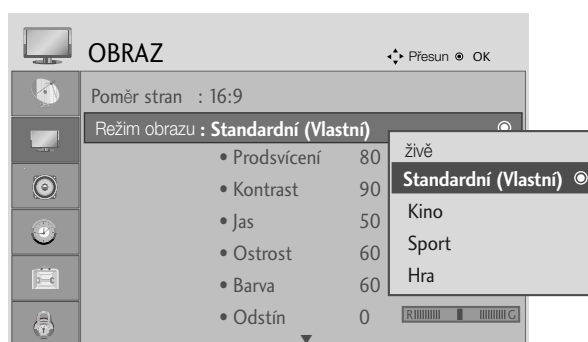 OBRAZ
Přesun OK
Poměr stran : 16:9
Režim obrazu : Standardní (Vlastní)
• Prodsvícení 80
• Kontrast 90
• Jas 50
• Ostrost 60
• Barva 60
• Odstín 0
R G
živě
Standardní (Vlastní)
Kino
Sport
Hra